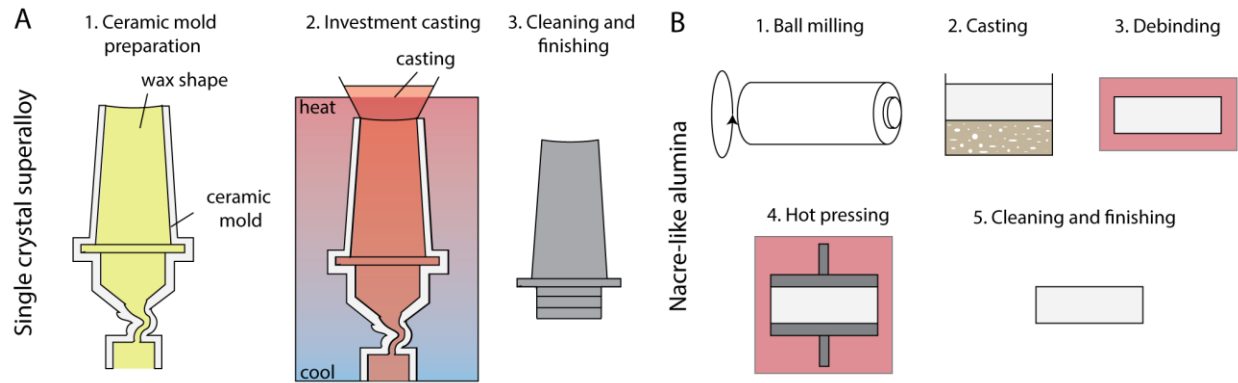 A
Single crystal superalloy
1. Ceramic mold
preparation
wax shape
ceramic
mold
2. Investment casting
casting
heat
cool
3. Cleaning and
finishing
B
Nacre-like alumina
1. Ball milling
2. Casting
3. Debinding
4. Hot pressing
5. Cleaning and finishing